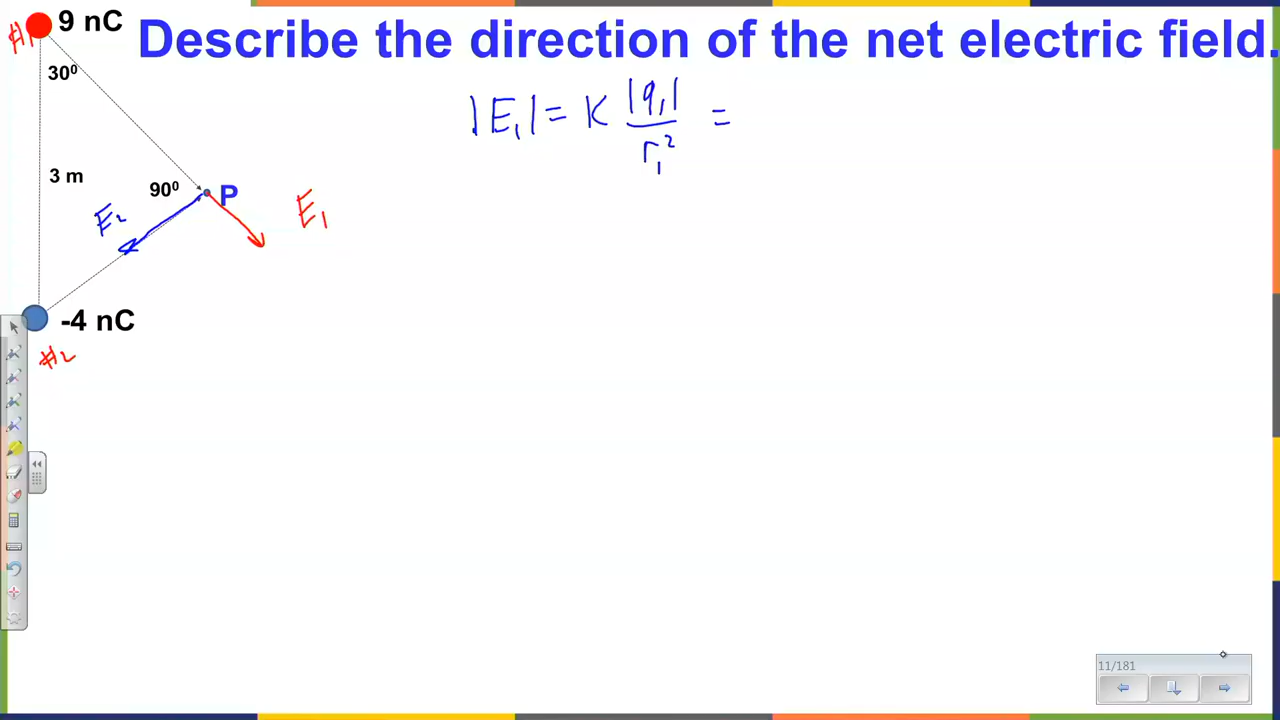 Describe the direction of the net electric field.
9 nC
#1
30⁰
|E₁| = K |q₁| / r₁² =
3 m
90⁰
P
E₂
E₁
-4 nC
#2
11/181